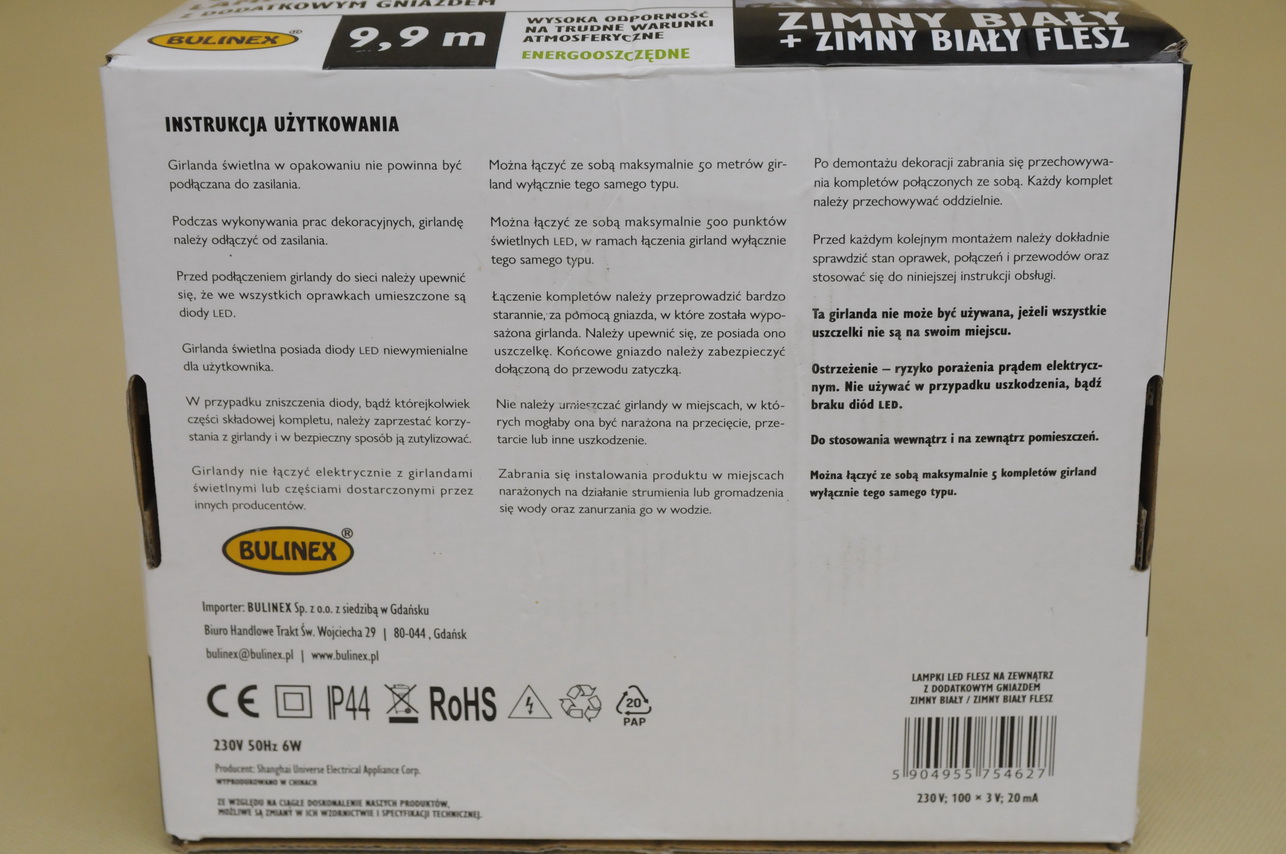 Z DODATKOWYM GNIAZDEM
BULINEX ®
9,9 m
WYSOKA ODPORNOŚĆ
NA TRUDNE WARUNKI
ATMOSFERYCZNE
ENERGOOSZCZĘDNE
ZIMNY BIAŁY
+ ZIMNY BIAŁY FLESZ
INSTRUKCJA UŻYTKOWANIA
Girlanda świetlna w opakowaniu nie powinna być
podłączana do zasilania.
Podczas wykonywania prac dekoracyjnych, girlandę
należy odłączyć od zasilania.
Przed podłączeniem girlandy do sieci należy upewnić
się, że we wszystkich oprawkach umieszczone są
diody LED.
Girlanda świetlna posiada diody LED niewymienialne
dla użytkownika.
W przypadku zniszczenia diody, bądź którejkolwiek
części składowej kompletu, należy zaprzestać korzy-
stania z girlandy i w bezpieczny sposób ją zutylizować.
Girlandy nie łączyć elektrycznie z girlandami
świetlnymi lub częściami dostarczonymi przez
innych producentów.
Można łączyć ze sobą maksymalnie 50 metrów gir-
land wyłącznie tego samego typu.
Można łączyć ze sobą maksymalnie 500 punktów
świetlnych LED, w ramach łączenia girland wyłącznie
tego samego typu.
Łączenie kompletów należy przeprowadzić bardzo
starannie, za pómocą gniazda, w które została wypo-
sażona girlanda. Należy upewnić się, ze posiada ono
uszczelkę. Końcowe gniazdo należy zabezpieczyć
dołączoną do przewodu zatyczką.
Nie należy umieszczać girlandy w miejscach, w któ-
rych mogłaby ona być narażona na przecięcie, prze-
tarcie lub inne uszkodzenie.
Zabrania się instalowania produktu w miejscach
narażonych na działanie strumienia lub gromadzenia
się wody oraz zanurzania go w wodzie.
Po demontażu dekoracji zabrania się przechowywa-
nia kompletów połączonych ze sobą. Każdy komplet
należy przechowywać oddzielnie.
Przed każdym kolejnym montażem należy dokładnie
sprawdzić stan oprawek, połączeń i przewodów oraz
stosować się do niniejszej instrukcji obsługi.
Ta girlanda nie może być używana, jeżeli wszystkie
uszczelki nie są na swoim miejscu.
Ostrzeżenie – ryzyko porażenia prądem elektrycz-
nym. Nie używać w przypadku uszkodzenia, bądź
braku diód LED.
Do stosowania wewnątrz i na zewnątrz pomieszczeń.
Można łączyć ze sobą maksymalnie 5 kompletów girland
wyłącznie tego samego typu.
BULINEX ®
Importer: BULINEX Sp. z o.o. z siedzibą w Gdańsku
Biuro Handlowe Trakt Św. Wojciecha 29 | 80-044 , Gdańsk
bulinex@bulinex.pl | www.bulinex.pl
CE IP44 RoHS 20
PAP
230V 50Hz 6W
Producent: Shanghai Universe Electrical Appliance Corp.
WYPRODUKOWANO W CHINACH
ZE WZGLĘDU NA CIĄGŁE DOSKONALENIE NASZYCH PRODUKTÓW,
MOŻLIWE SĄ ZMIANY W ICH WZORNICTWIE I SPECYFIKACJI TECHNICZNEJ.
LAMPKI LED FLESZ NA ZEWNĄTRZ
Z DODATKOWYM GNIAZDEM
ZIMNY BIAŁY / ZIMNY BIAŁY FLESZ
5 904955 754627
230 V; 100 × 3 V; 20 mA